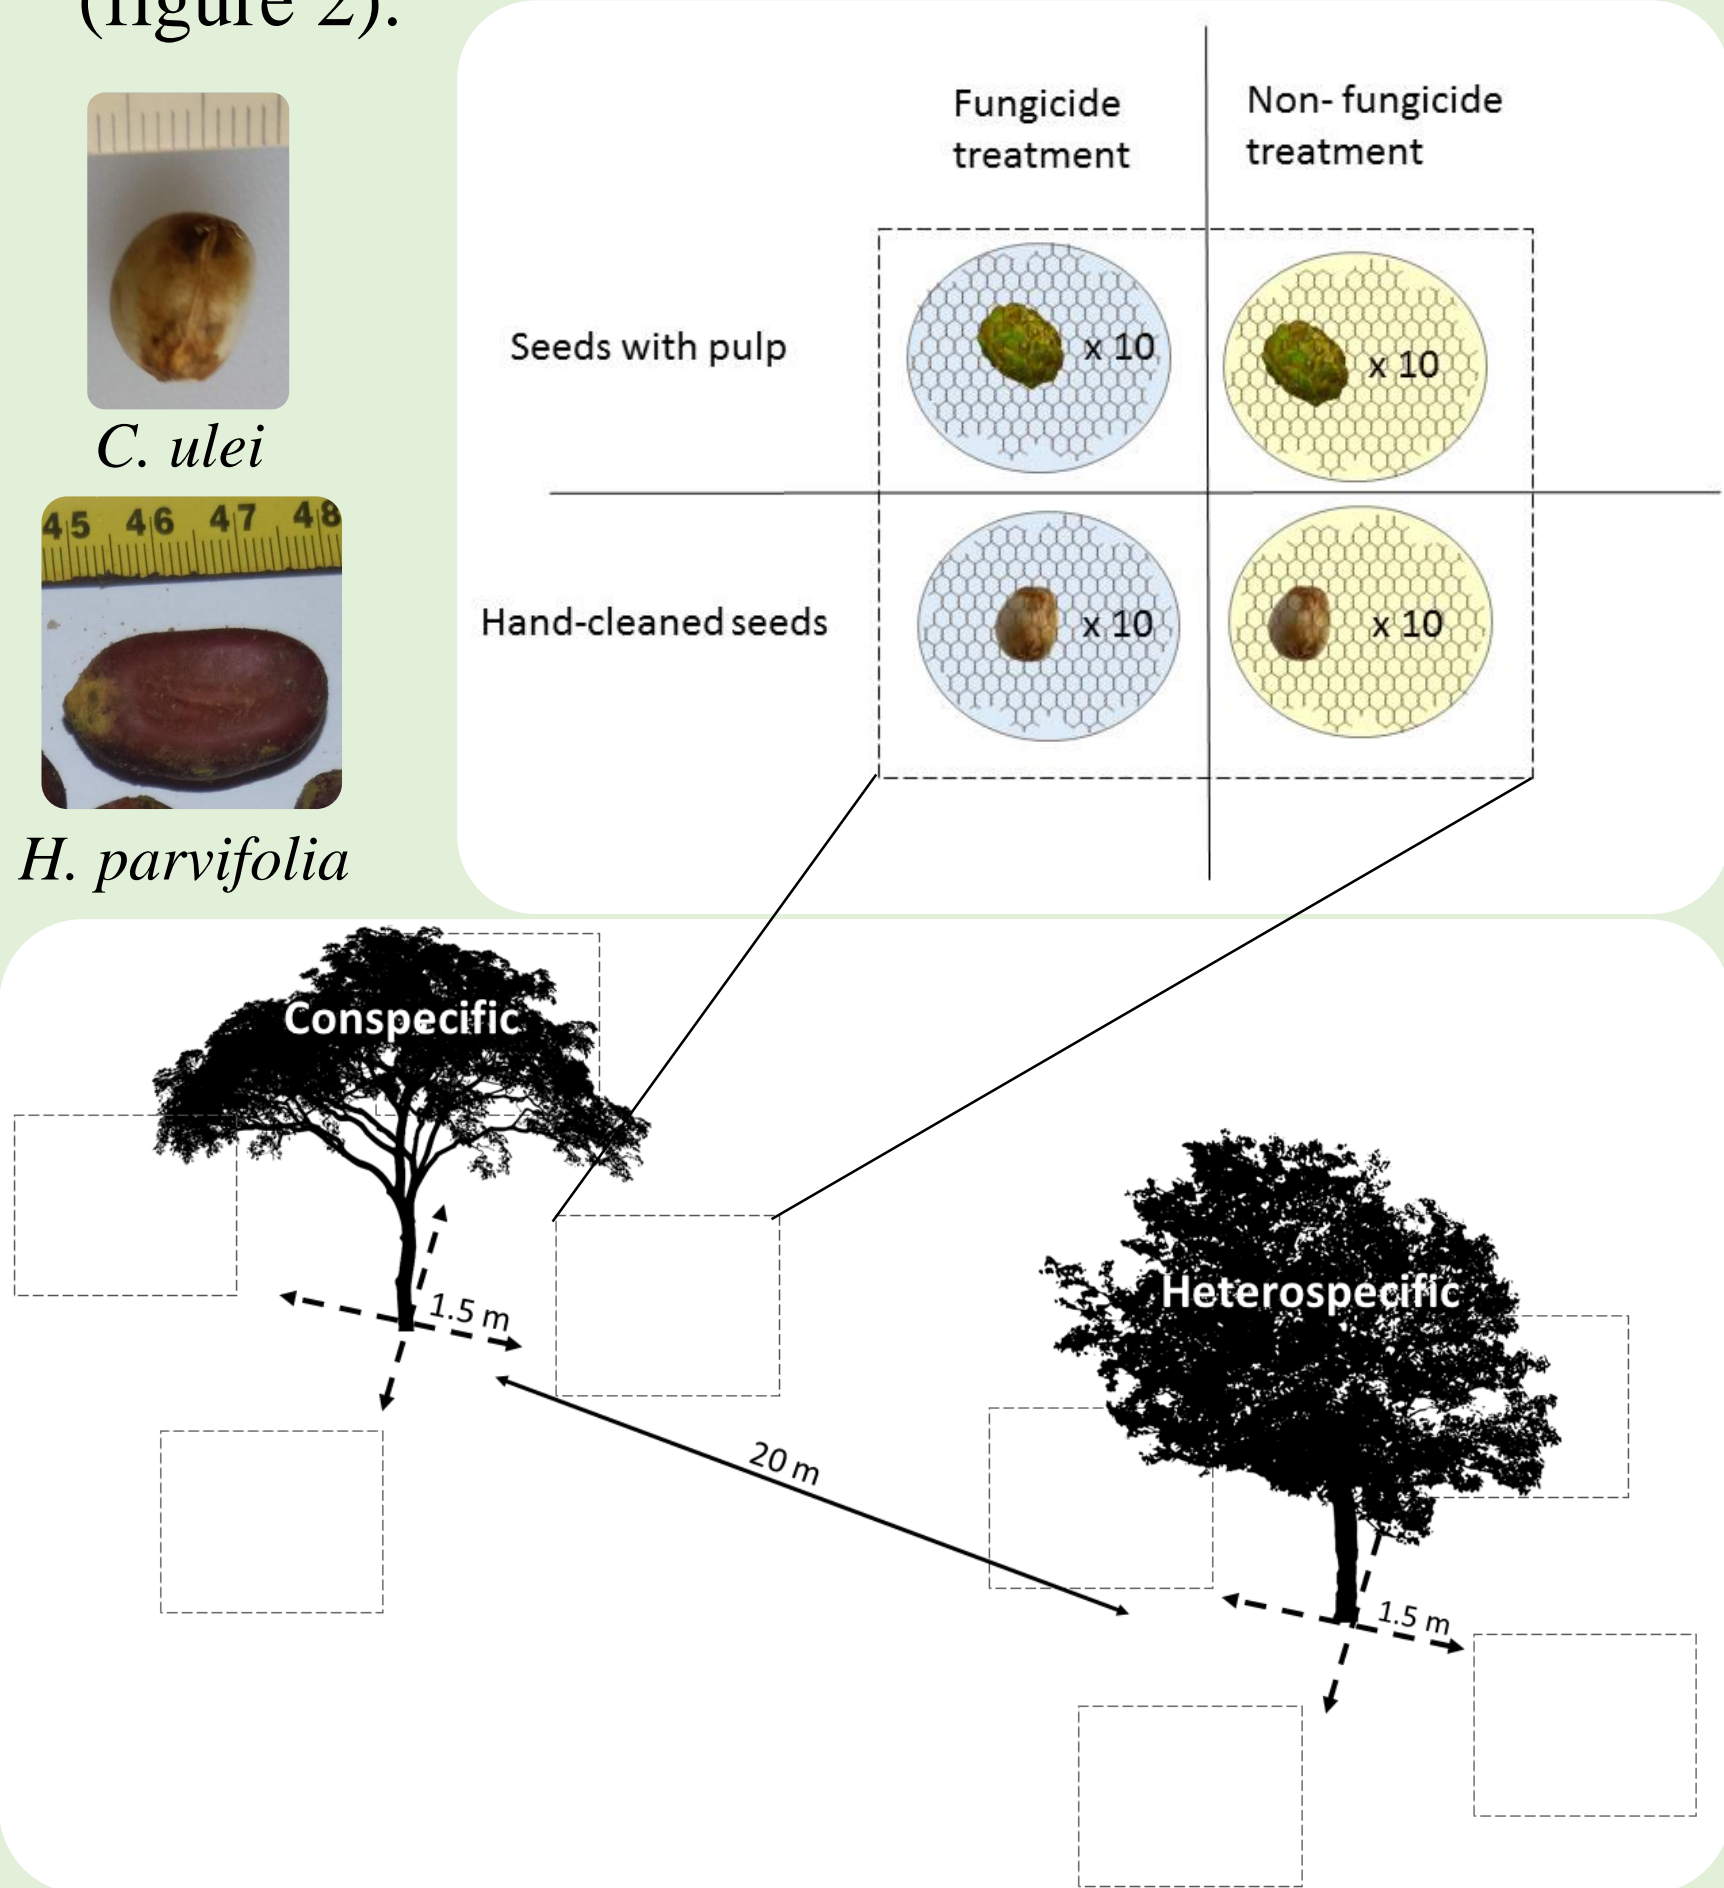 (figure 2).
C. ulei
45 46 47 48
H. parvifolia
Fungicide
treatment
Non- fungicide
treatment
Seeds with pulp
x 10
x 10
Hand-cleaned seeds
x 10
x 10
Conspecific
1.5 m
20 m
Heterospecific
1.5 m